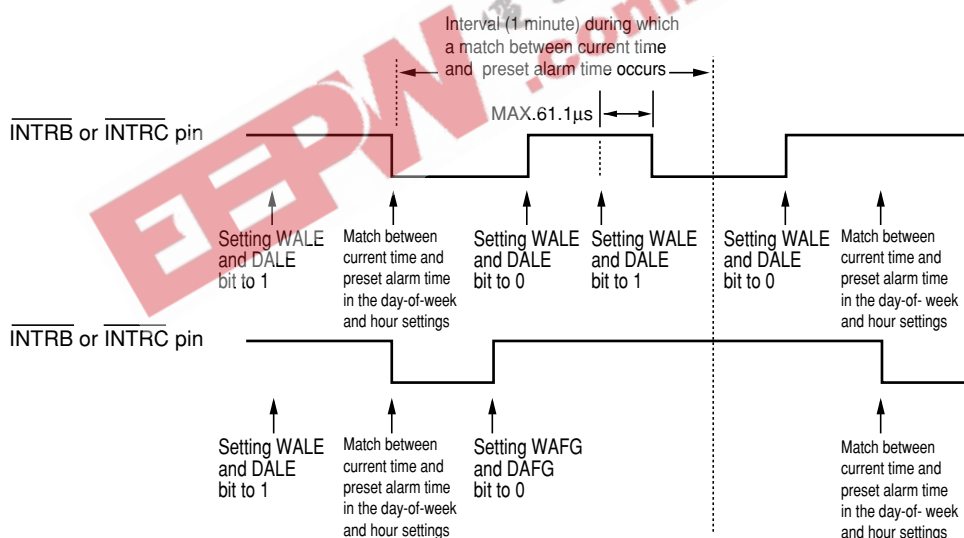 Interval (1 minute) during which
a match between current time
and preset alarm time occurs
MAX.61.1μs
INTRB or INTRC pin
Setting WALE
and DALE
bit to 1
Match between
current time and
preset alarm time
in the day-of-week
and hour settings
Setting WALE
and DALE
bit to 0
Setting WALE
and DALE
bit to 1
Setting WALE
and DALE
bit to 0
Match between
current time and
preset alarm time
in the day-of- week
and hour settings
INTRB or INTRC pin
Setting WALE
and DALE
bit to 1
Match between
current time and
preset alarm time
in the day-of-week
and hour settings
Setting WAFG
and DAFG
bit to 0
Match between
current time and
preset alarm time
in the day-of- week
and hour settings
EEPW
.com